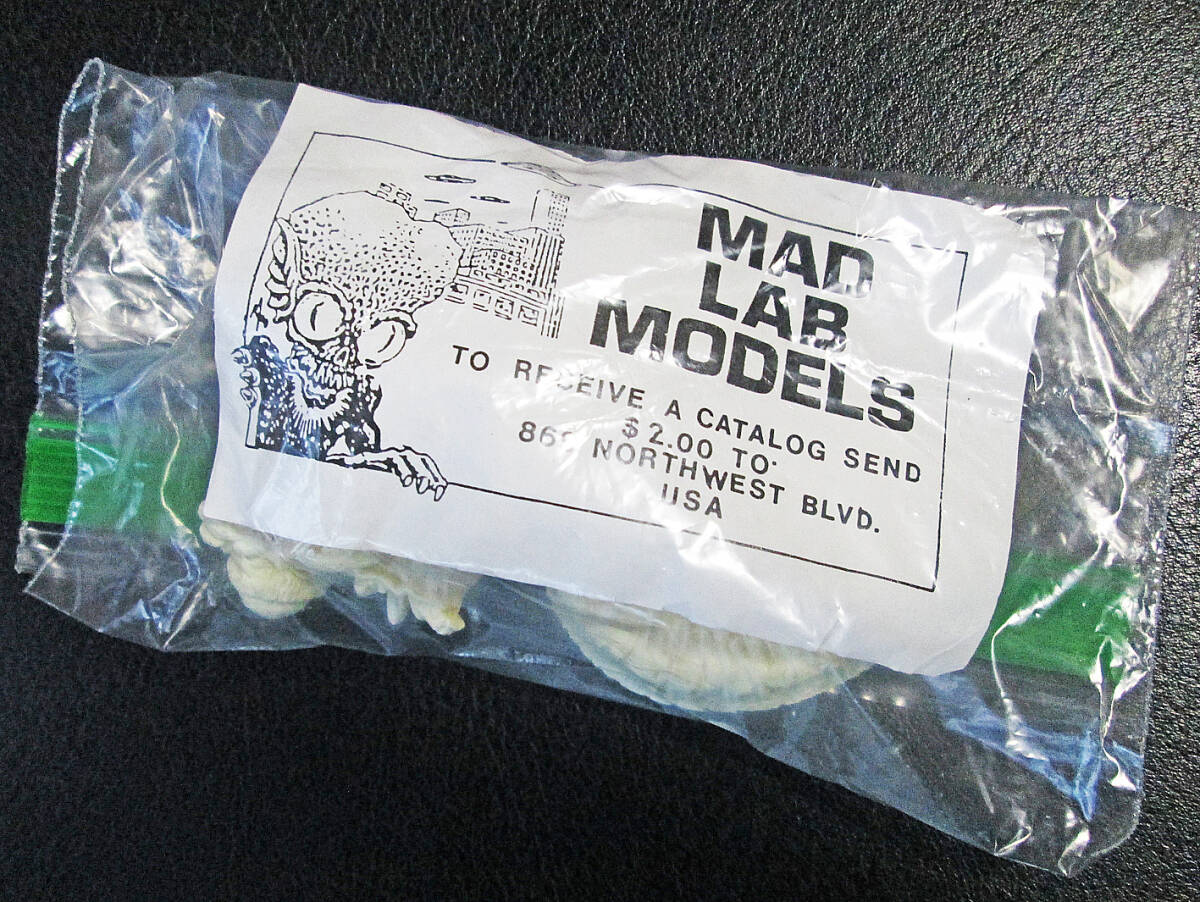 MAD
LAB
MODELS
TO RECEIVE A CATALOG SEND
$2.00 TO:
NORTHWEST BLVD.
USA